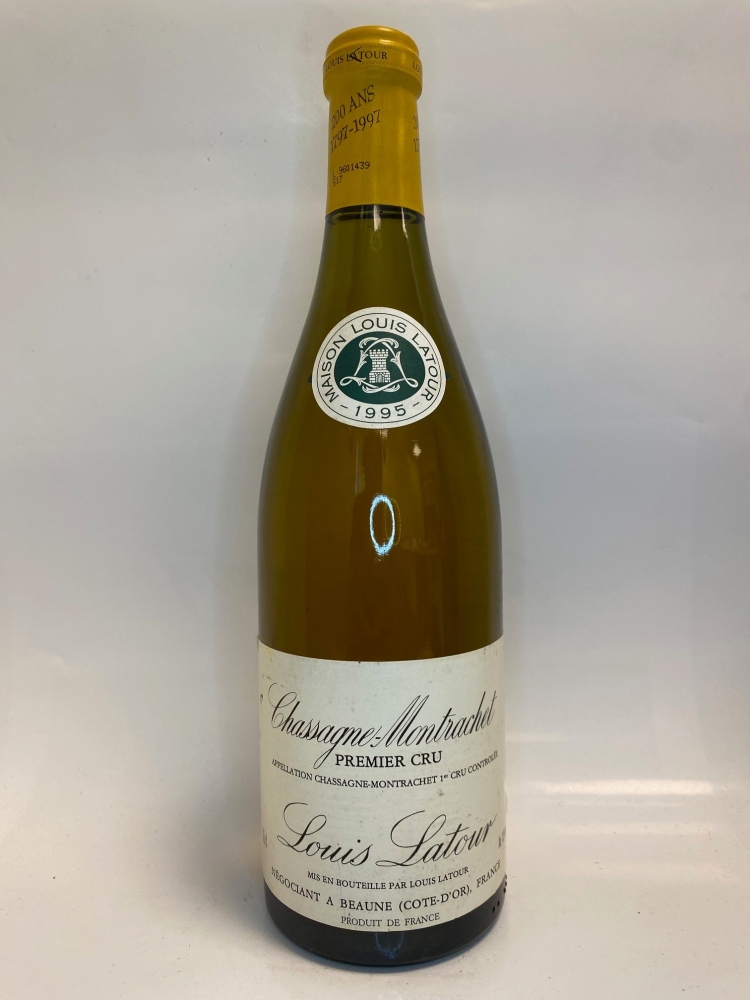 LOUIS LATOUR
200 ANS
1797-1997
9601439
MAISON LOUIS LATOUR
- 1995 -
Chassagne-Montrachet
PREMIER CRU
APPELLATION CHASSAGNE-MONTRACHET 1er CRU CONTROLÉE
Louis Latour
MIS EN BOUTEILLE PAR LOUIS LATOUR
NÉGOCIANT A BEAUNE (COTE-D'OR), FRANCE
PRODUIT DE FRANCE